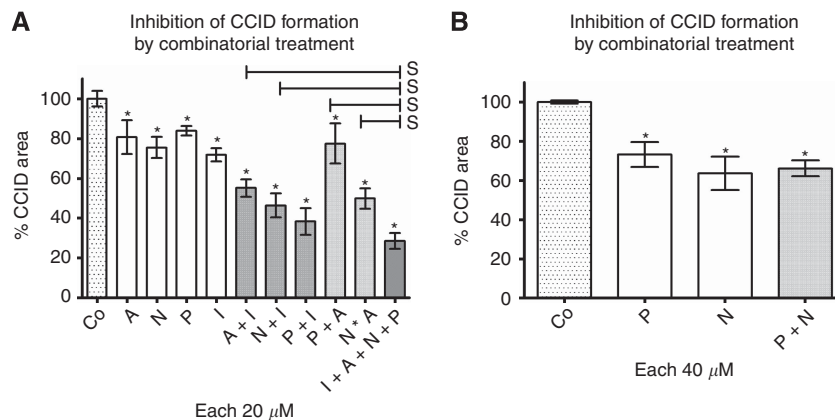 A
Inhibition of CCID formation
by combinatorial treatment
S
S
S
S
% CCID area
100
80
60
40
20
0
Co
A
N
P
I
A + I
N + I
P + I
P + A
N * A
I + A + N + P
* * * * * * * * * *
Each 20 μM
B
Inhibition of CCID formation
by combinatorial treatment
% CCID area
100
80
60
40
20
0
* * *
Co
P
N
P + N
Each 40 μM